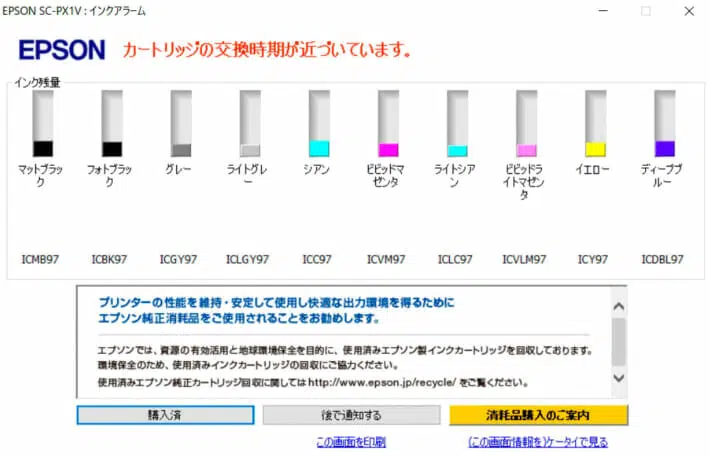 EPSON SC-PX1V : インクアラーム
EPSON カートリッジの交換時期が近づいています。
インク残量
マットブラック
フォトブラック
グレー
ライトグレー
シアン
ビビッドマゼンタ
ライトシアン
ビビッドライトマゼンタ
イエロー
ディープブルー
ICMB97 ICBK97 ICGY97 ICLGY97 ICC97 ICVM97 ICLC97 ICVLM97 ICY97 ICDBL97
プリンターの性能を維持・安定して使用し快適な出力環境を得るために
エプソン純正消耗品をご使用されることをお勧めします。
エプソンでは、資源の有効活用と地球環境保全を目的に、使用済みエプソン製インクカートリッジを回収しております。
環境保全のため、使用済みインクカートリッジの回収にご協力ください。
使用済みエプソン純正カートリッジ回収に関してはhttp://www.epson.jp/recycle/ をご覧ください。
購入済 後で通知する 消耗品購入のご案内
この画面を印刷 (この画面情報を)ケータイで見る